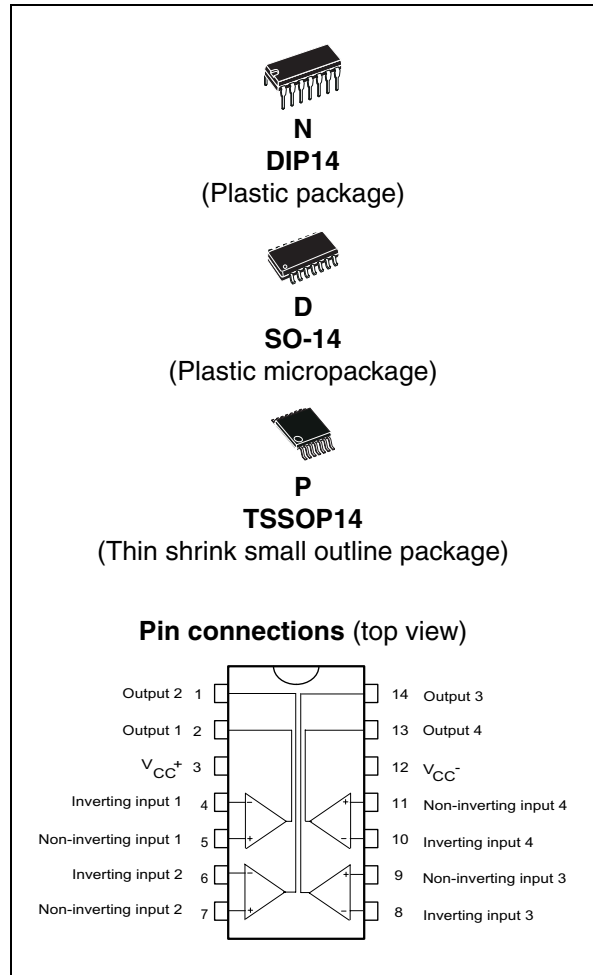 N
DIP14
(Plastic package)
D
SO-14
(Plastic micropackage)
P
TSSOP14
(Thin shrink small outline package)
Pin connections (top view)
Output 2 1
Output 1 2
VCC+ 3
Inverting input 1 4
Non-inverting input 1 5
Inverting input 2 6
Non-inverting input 2 7
14 Output 3
13 Output 4
12 VCC-
11 Non-inverting input 4
10 Inverting input 4
9 Non-inverting input 3
8 Inverting input 3
- + - +
+ - + -